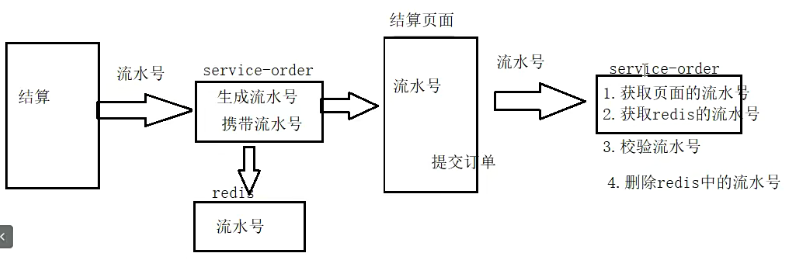 结算
流水号
service-order
生成流水号
携带流水号
redis
流水号
结算页面
流水号
提交订单
流水号
service-order
1.获取页面的流水号
2.获取redis的流水号
3.校验流水号
4.删除redis中的流水号